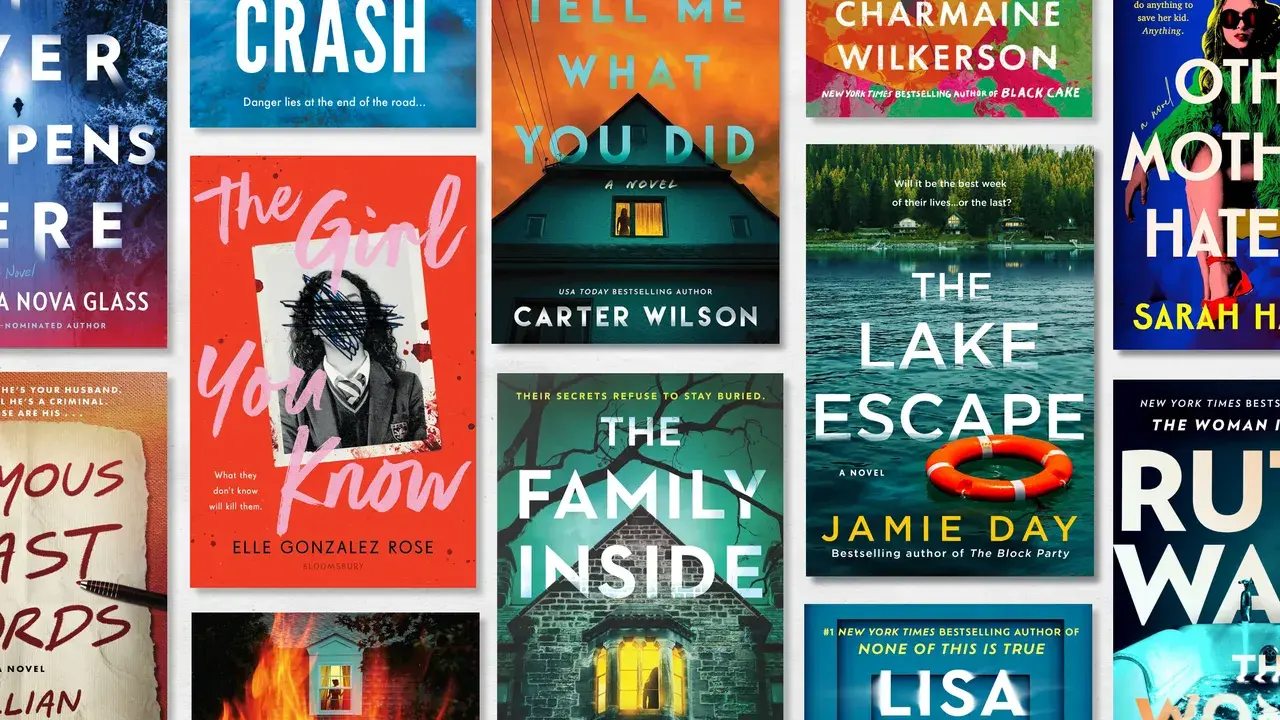 PENS
ERE
Novel
A NOVA GLASS
-NOMINATED AUTHOR
HE'S YOUR HUSBAND.
HE'S A CRIMINAL.
SE ARE HIS . . .
MOUS
AST
ORDS
A NOVEL
LLIAN
CRASH
Danger lies at the end of the road...
The Girl
You
Know
What they
don't know
will kill them.
ELLE GONZALEZ ROSE
BLOOMSBURY
TELL ME
WHAT
YOU DID
A NOVEL
USA TODAY BESTSELLING AUTHOR
CARTER WILSON
THEIR SECRETS REFUSE TO STAY BURIED.
THE
FAMILY
INSIDE
CHARMAINE
WILKERSON
NEW YORK TIMES BESTSELLING AUTHOR OF BLACK CAKE
Will it be the best week
of their lives...or the last?
THE
LAKE
ESCAPE
A NOVEL
JAMIE DAY
Bestselling author of The Block Party
#1 NEW YORK TIMES BESTSELLING AUTHOR OF
NONE OF THIS IS TRUE
LISA
do anything to
save her kid.
Anything.
a novel
OTH
MOTH
HATE
SARAH H
NEW YORK TIMES BESTS
THE WOMAN I
RUT
WA
TH
WO